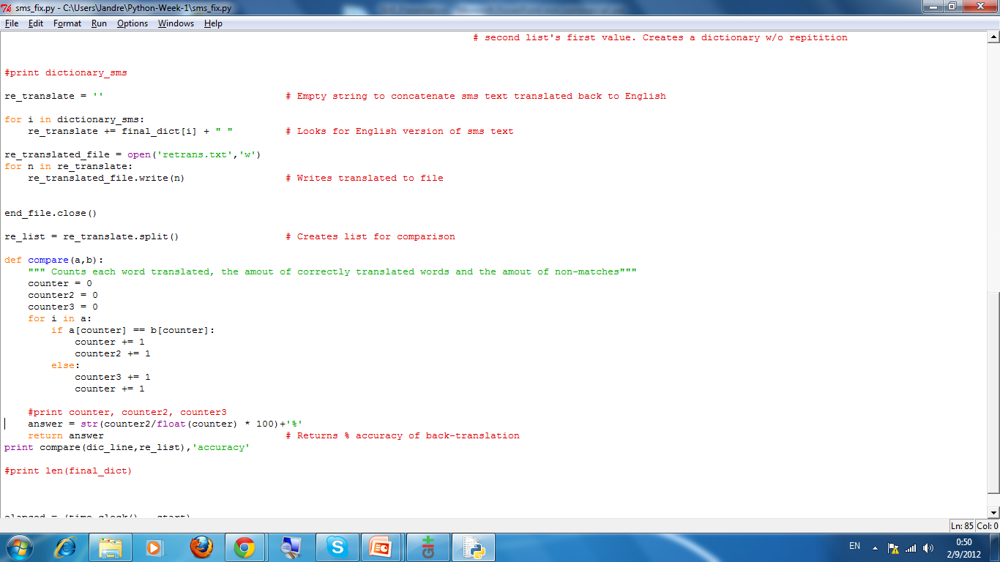 sms_fix.py - C:\Users\Jandre\Python-Week-1\sms_fix.py
File Edit Format Run Options Windows Help
# second list's first value. Creates a dictionary w/o repitition
#print dictionary_sms
re_translate = '' # Empty string to concatenate sms text translated back to English
for i in dictionary_sms:
    re_translate += final_dict[i] + " " # Looks for English version of sms text
re_translated_file = open('retrans.txt','w')
for n in re_translate:
    re_translated_file.write(n) # Writes translated to file
end_file.close()
re_list = re_translate.split() # Creates list for comparison
def compare(a,b):
    """ Counts each word translated, the amout of correctly translated words and the amout of non-matches"""
    counter = 0
    counter2 = 0
    counter3 = 0
    for i in a:
        if a[counter] == b[counter]:
            counter += 1
            counter2 += 1
        else:
            counter3 += 1
            counter += 1
    #print counter, counter2, counter3
    answer = str(counter2/float(counter) * 100)+'%'
    return answer # Returns % accuracy of back-translation
print compare(dic_line,re_list),'accuracy'
#print len(final_dict)
elapsed = (time.clock() - start)
Ln: 85 Col: 0
EN
0:50
2/9/2012